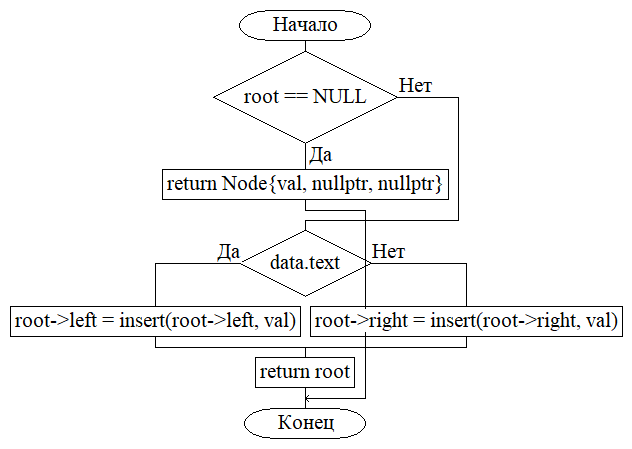 Начало
root == NULL
Нет
Да
return Node{val, nullptr, nullptr}
Да
data.text
Нет
root->left = insert(root->left, val)
root->right = insert(root->right, val)
return root
Конец